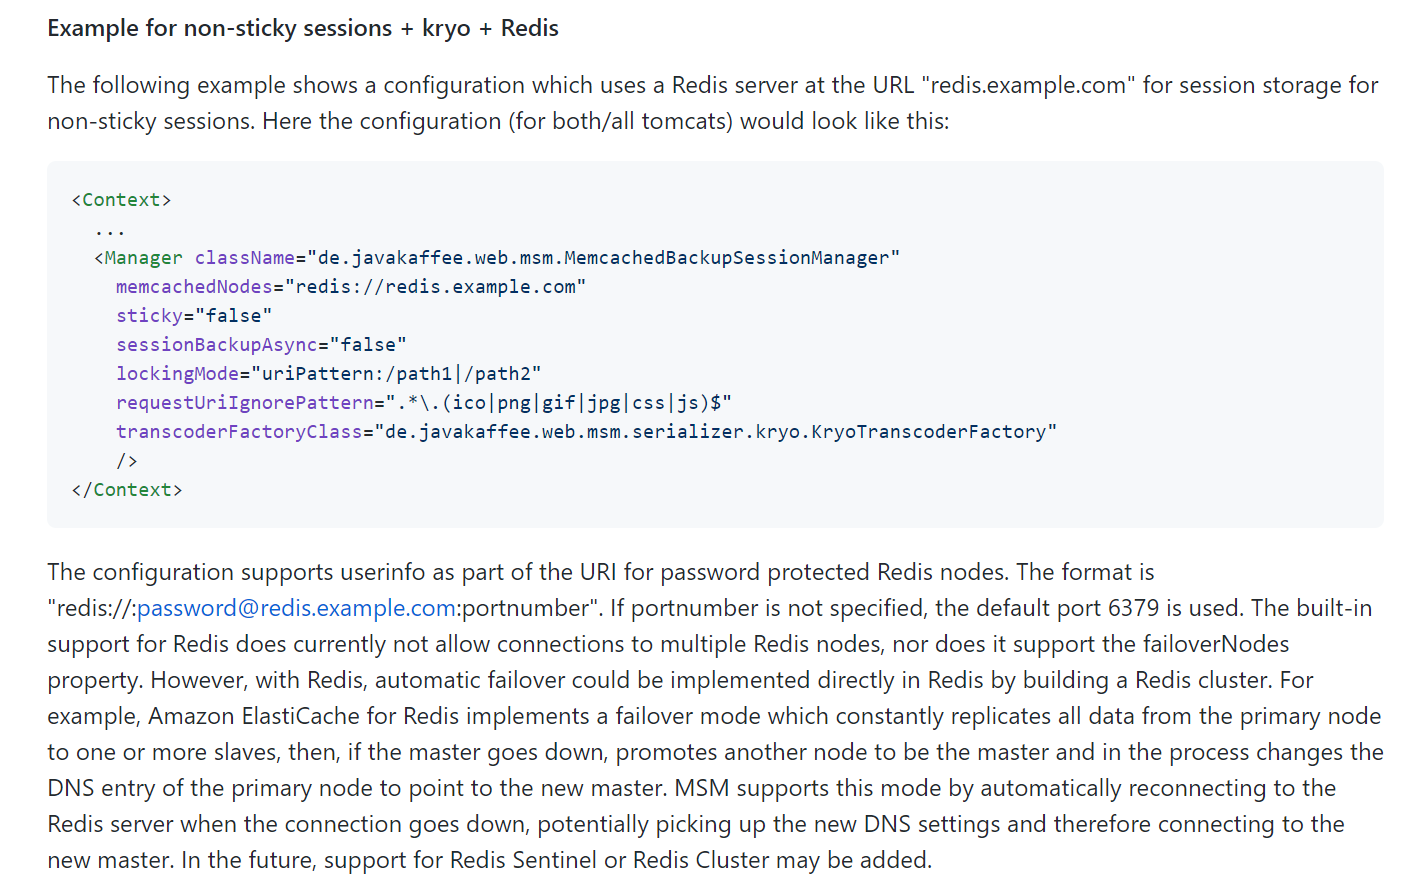 Example for non-sticky sessions + kryo + Redis
The following example shows a configuration which uses a Redis server at the URL "redis.example.com" for session storage for
non-sticky sessions. Here the configuration (for both/all tomcats) would look like this:
<Context>
  ...
  <Manager className="de.javakaffee.web.msm.MemcachedBackupSessionManager"
    memcachedNodes="redis://redis.example.com"
    sticky="false"
    sessionBackupAsync="false"
    lockingMode="uriPattern:/path1|/path2"
    requestUriIgnorePattern=".*\.(ico|png|gif|jpg|css|js)$"
    transcoderFactoryClass="de.javakaffee.web.msm.serializer.kryo.KryoTranscoderFactory"
    />
</Context>
The configuration supports userinfo as part of the URI for password protected Redis nodes. The format is
"redis://:password@redis.example.com:portnumber". If portnumber is not specified, the default port 6379 is used. The built-in
support for Redis does currently not allow connections to multiple Redis nodes, nor does it support the failoverNodes
property. However, with Redis, automatic failover could be implemented directly in Redis by building a Redis cluster. For
example, Amazon ElastiCache for Redis implements a failover mode which constantly replicates all data from the primary node
to one or more slaves, then, if the master goes down, promotes another node to be the master and in the process changes the
DNS entry of the primary node to point to the new master. MSM supports this mode by automatically reconnecting to the
Redis server when the connection goes down, potentially picking up the new DNS settings and therefore connecting to the
new master. In the future, support for Redis Sentinel or Redis Cluster may be added.